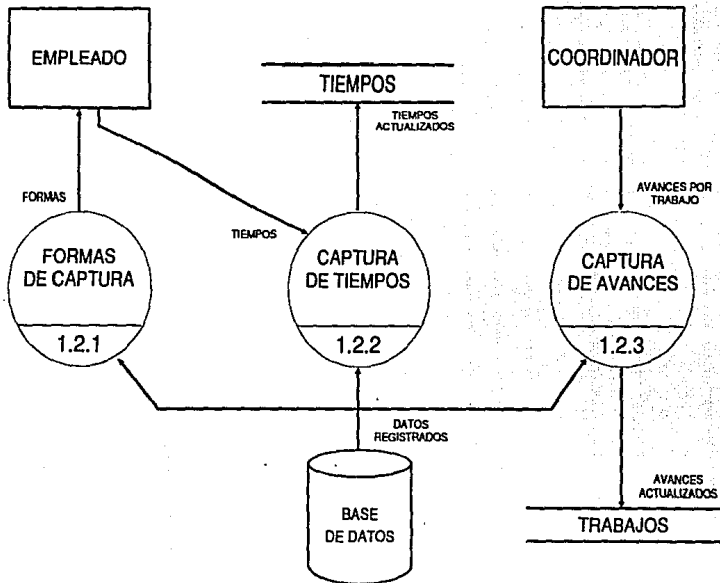 EMPLEADO
TIEMPOS
COORDINADOR
TIEMPOS
ACTUALIZADOS
FORMAS
TIEMPOS
AVANCES POR
TRABAJO
FORMAS
DE CAPTURA
1.2.1
CAPTURA
DE TIEMPOS
1.2.2
CAPTURA
DE AVANCES
1.2.3
DATOS
REGISTRADOS
BASE
DE DATOS
AVANCES
ACTUALIZADOS
TRABAJOS